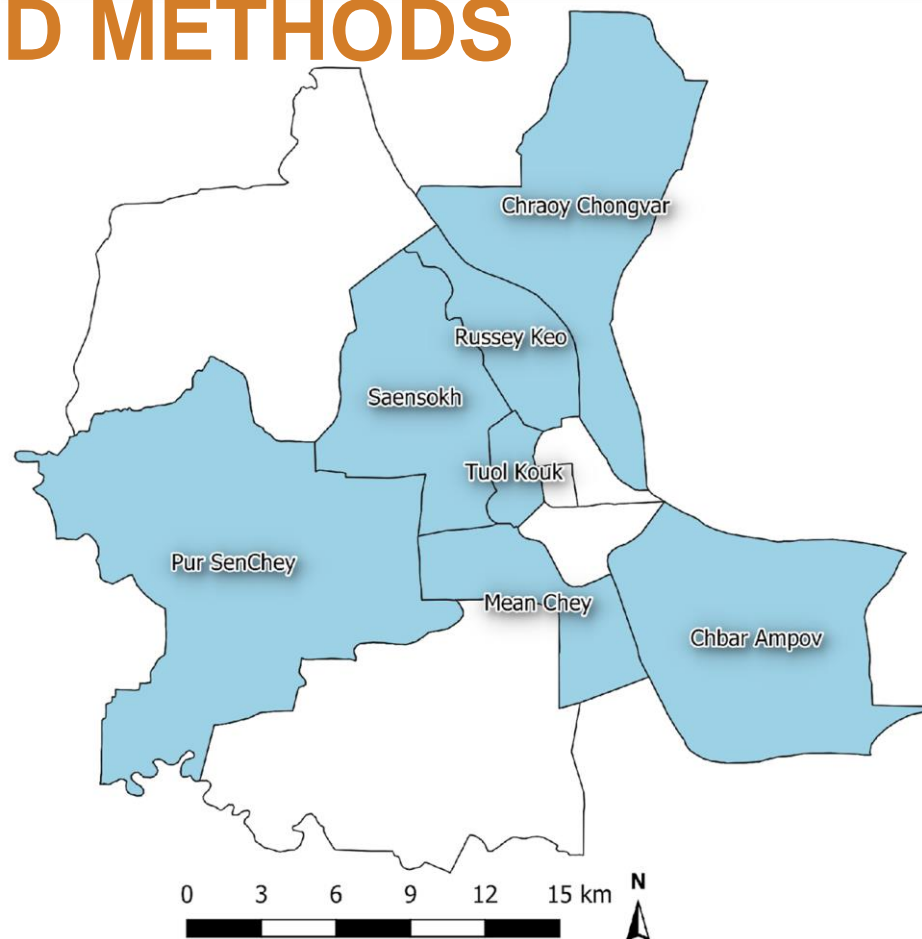 D METHODS
Chraoy Chongvar
Russey Keo
Saensokh
Tuol Kouk
Pur SenChey
Mean Chey
Chbar Ampov
0 3 6 9 12 15 km
N